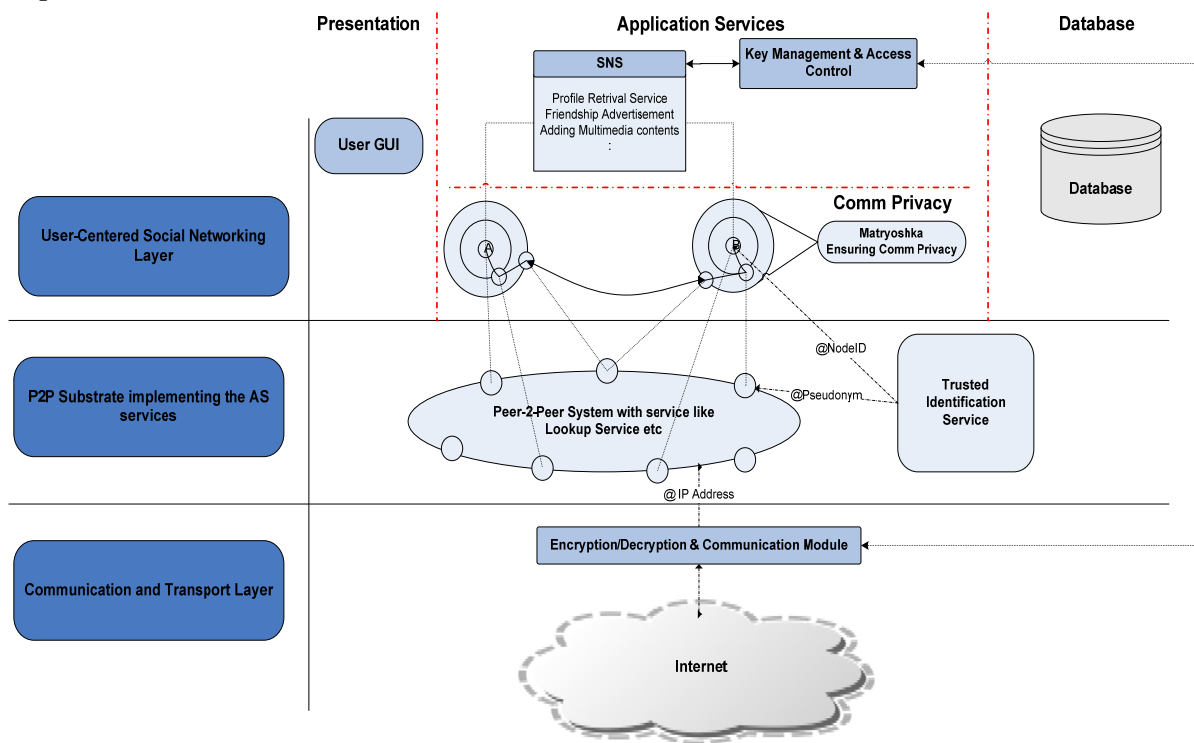 Presentation
Application Services
Database
SNS
Key Management & Access
Control
Profile Retrival Service
Friendship Advertisement
Adding Multimedia contents
:
User GUI
Database
User-Centered Social Networking
Layer
A
Comm Privacy
Matryoshka
Ensuring Comm Privacy
P2P Substrate implementing the AS
services
@NodeID
@Pseudonym
Trusted
Identification
Service
Peer-2-Peer System with service like
Lookup Service etc
@ IP Address
Communication and Transport Layer
Encryption/Decryption & Communication Module
Internet